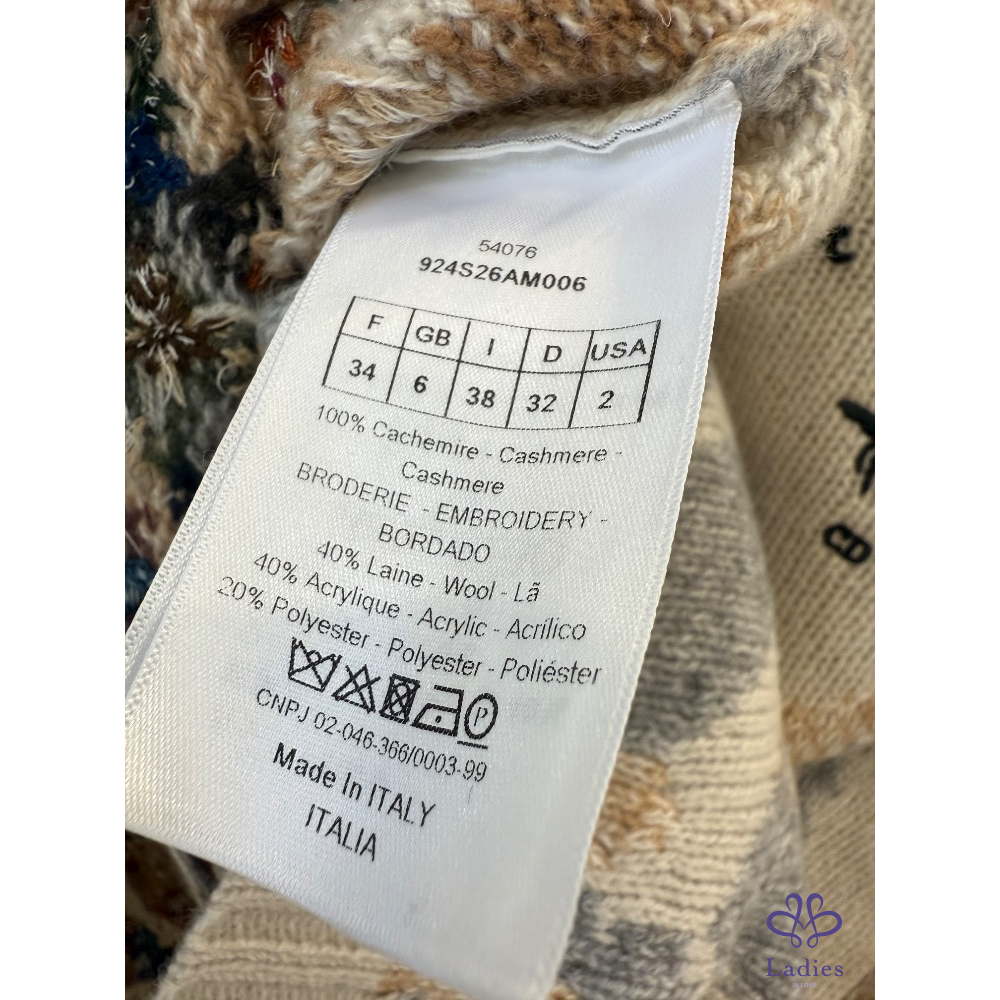 54076
924S26AM006
F GB I D USA
34 6 38 32 2
100% Cachemire - Cashmere -
Cashmere
BRODERIE - EMBROIDERY -
BORDADO
40% Laine - Wool - Lã
40% Acrylique - Acrylic - Acrílico
20% Polyester - Polyester - Poliéster
P
CNPJ 02-046-366/0003-99
Made In ITALY
ITALIA
C
CD
Ladies